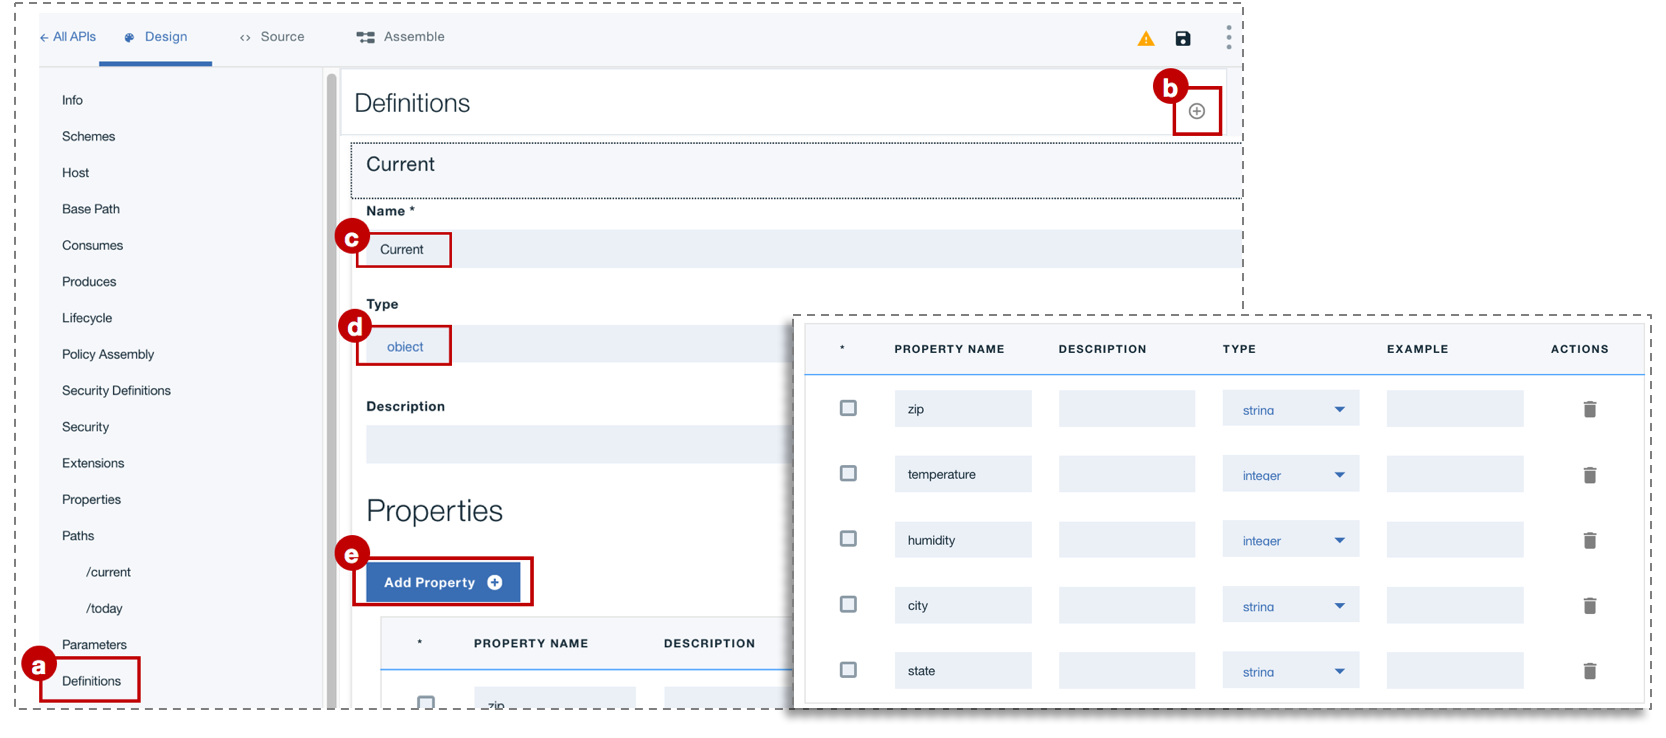 All APIs
Design
Source
Assemble
Info
Schemes
Host
Base Path
Consumes
Produces
Lifecycle
Policy Assembly
Security Definitions
Security
Extensions
Properties
Paths
/current
/today
Parameters
a
Definitions
Definitions
b
Current
Name *
c
Current
Type
d
object
Description
Properties
e
Add Property
* PROPERTY NAME DESCRIPTION
zip
* PROPERTY NAME DESCRIPTION TYPE EXAMPLE ACTIONS
zip string
temperature integer
humidity integer
city string
state string